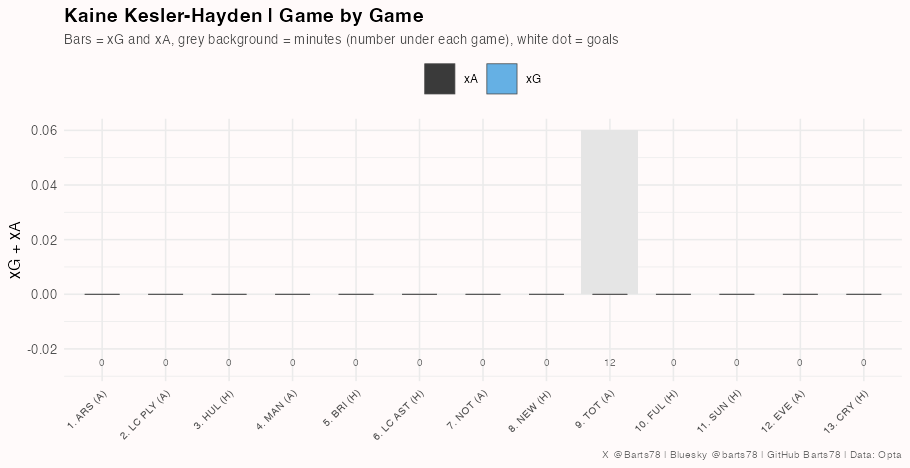 Kaine Kesler-Hayden | Game by Game
Bars = xG and xA, grey background = minutes (number under each game), white dot = goals
xA xG
xG + xA
0.06
0.04
0.02
0.00
-0.02
0 0 0 0 0 0 0 0 12 0 0 0 0
1. ARS (A)
2. LC PLY (A)
3. HUL (H)
4. MAN (A)
5. BRI (H)
6. LC AST (H)
7. NOT (A)
8. NEW (H)
9. TOT (A)
10. FUL (H)
11. SUN (H)
12. EVE (A)
13. CRY (H)
X @Barts78 | Bluesky @barts78 | GitHub Barts78 | Data: Opta